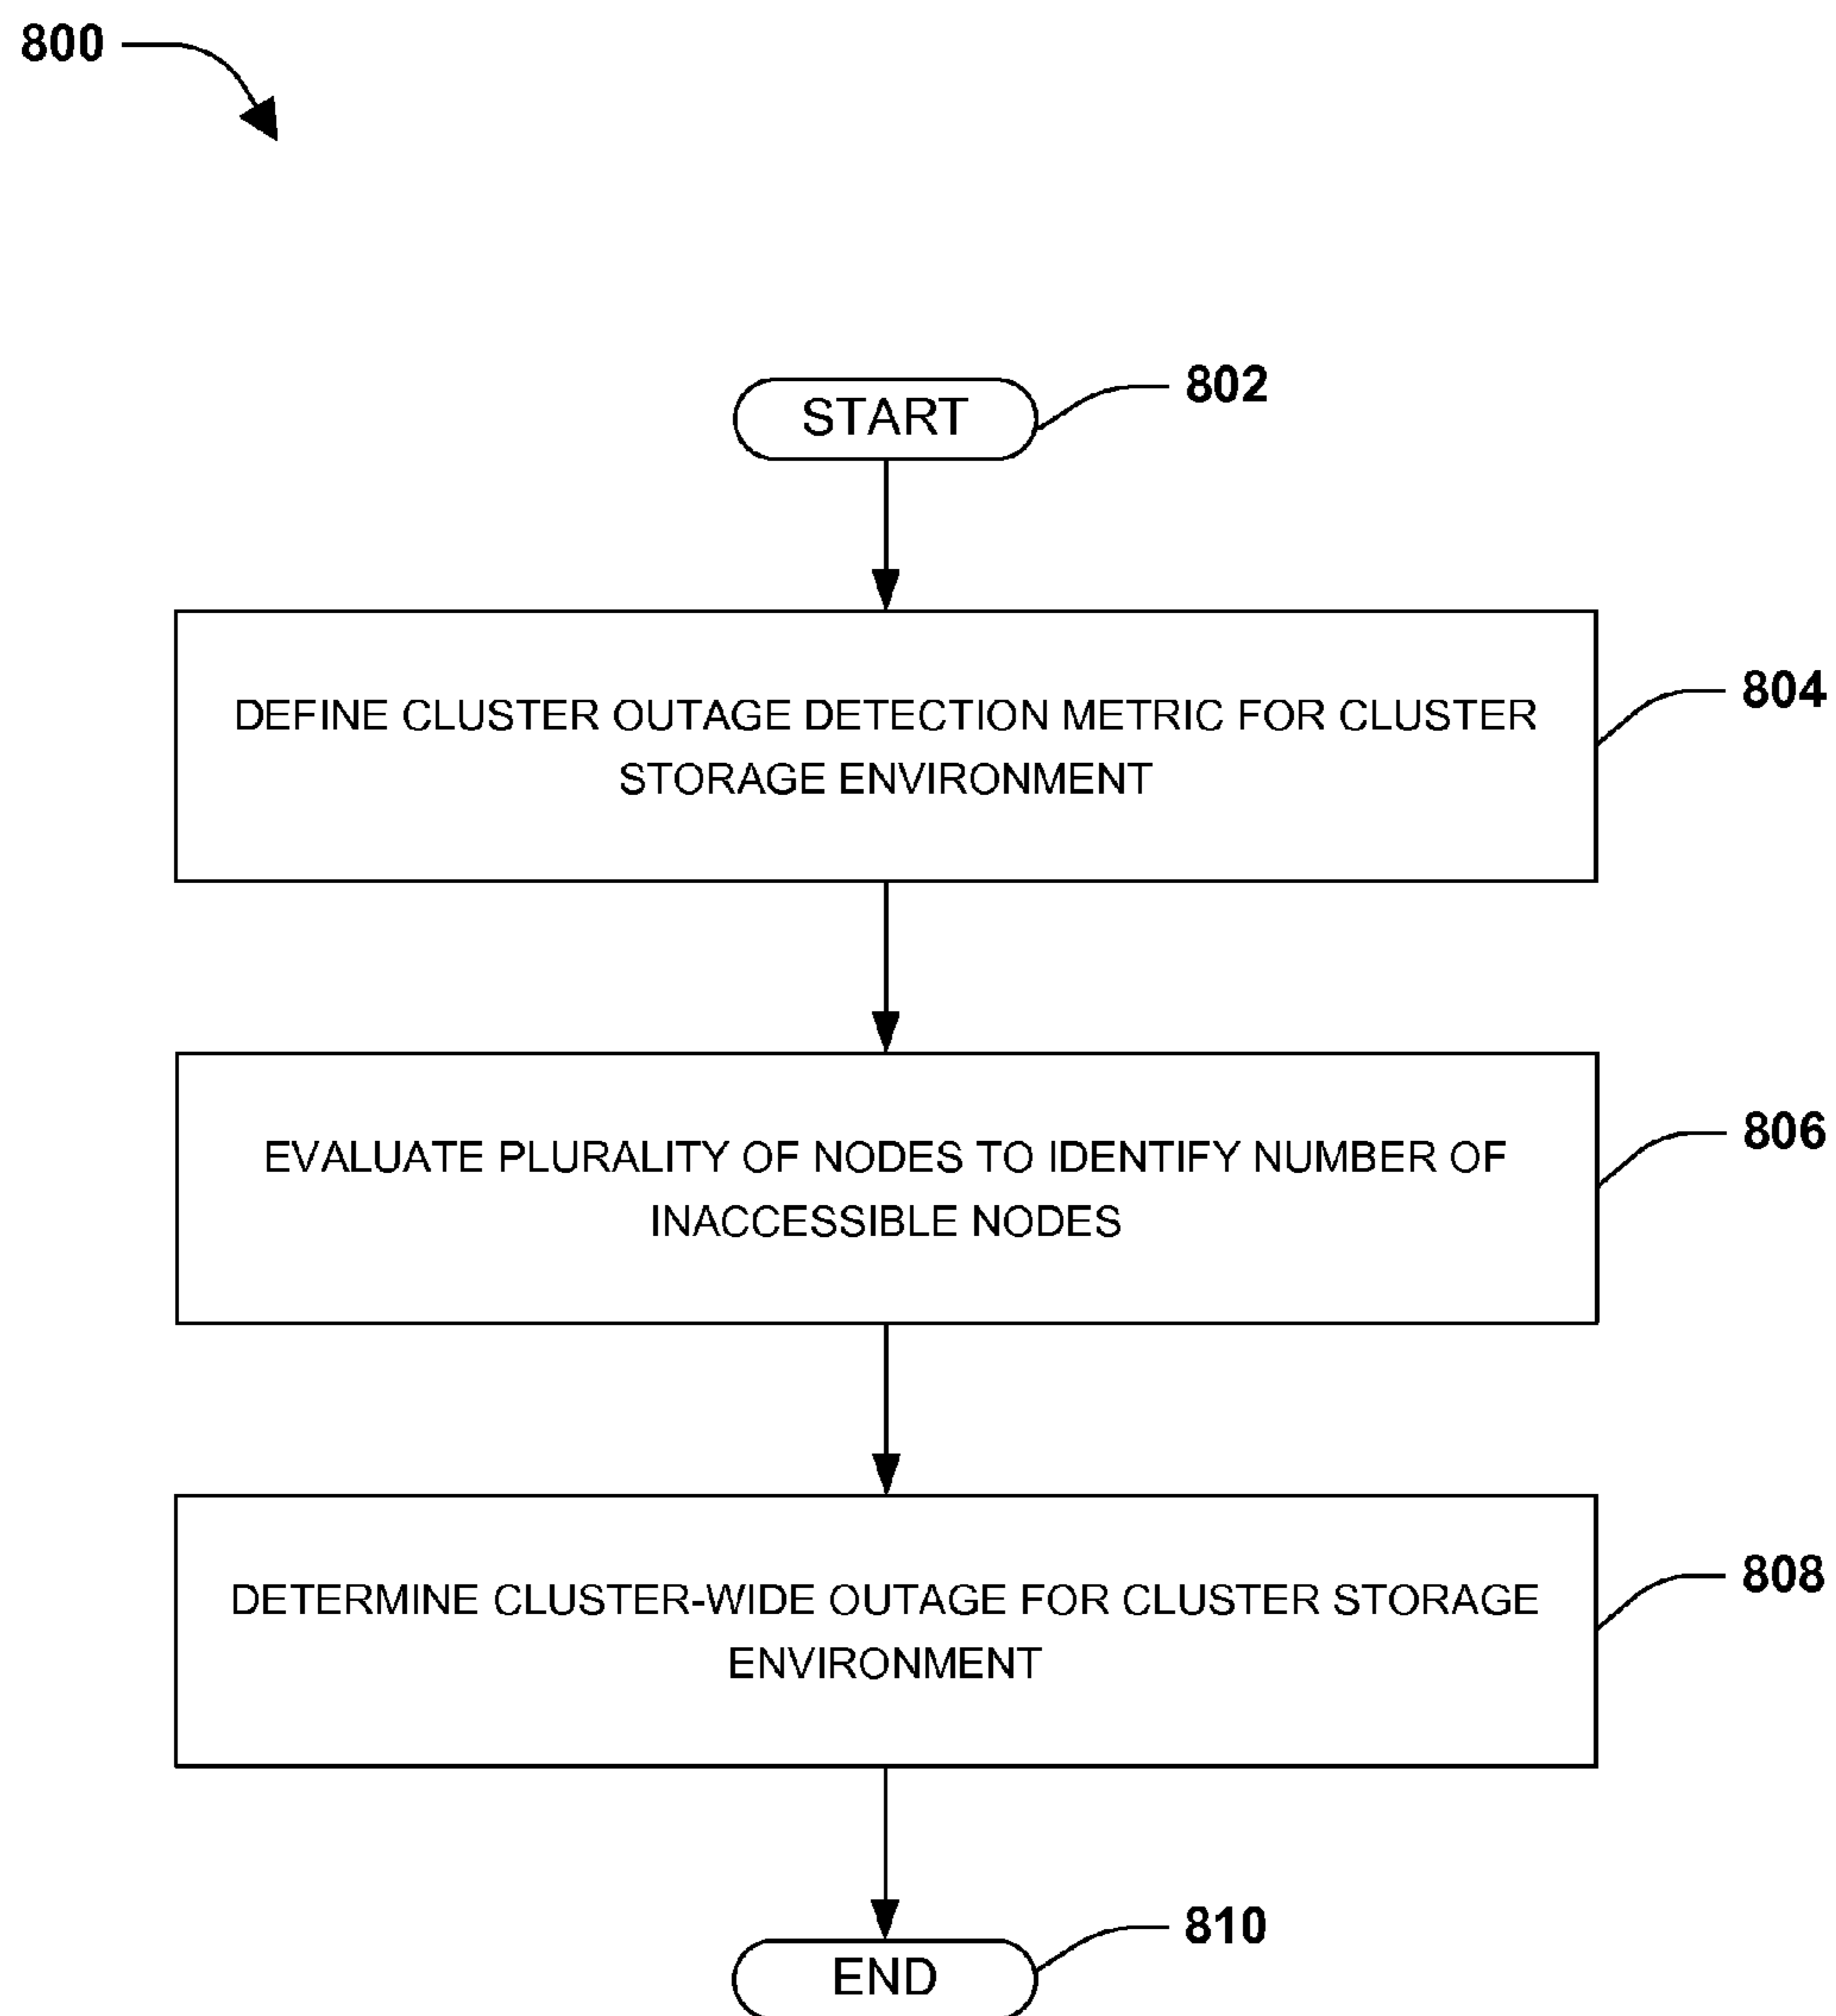 800
START
802
DEFINE CLUSTER OUTAGE DETECTION METRIC FOR CLUSTER
STORAGE ENVIRONMENT
804
EVALUATE PLURALITY OF NODES TO IDENTIFY NUMBER OF
INACCESSIBLE NODES
806
DETERMINE CLUSTER-WIDE OUTAGE FOR CLUSTER STORAGE
ENVIRONMENT
808
END
810